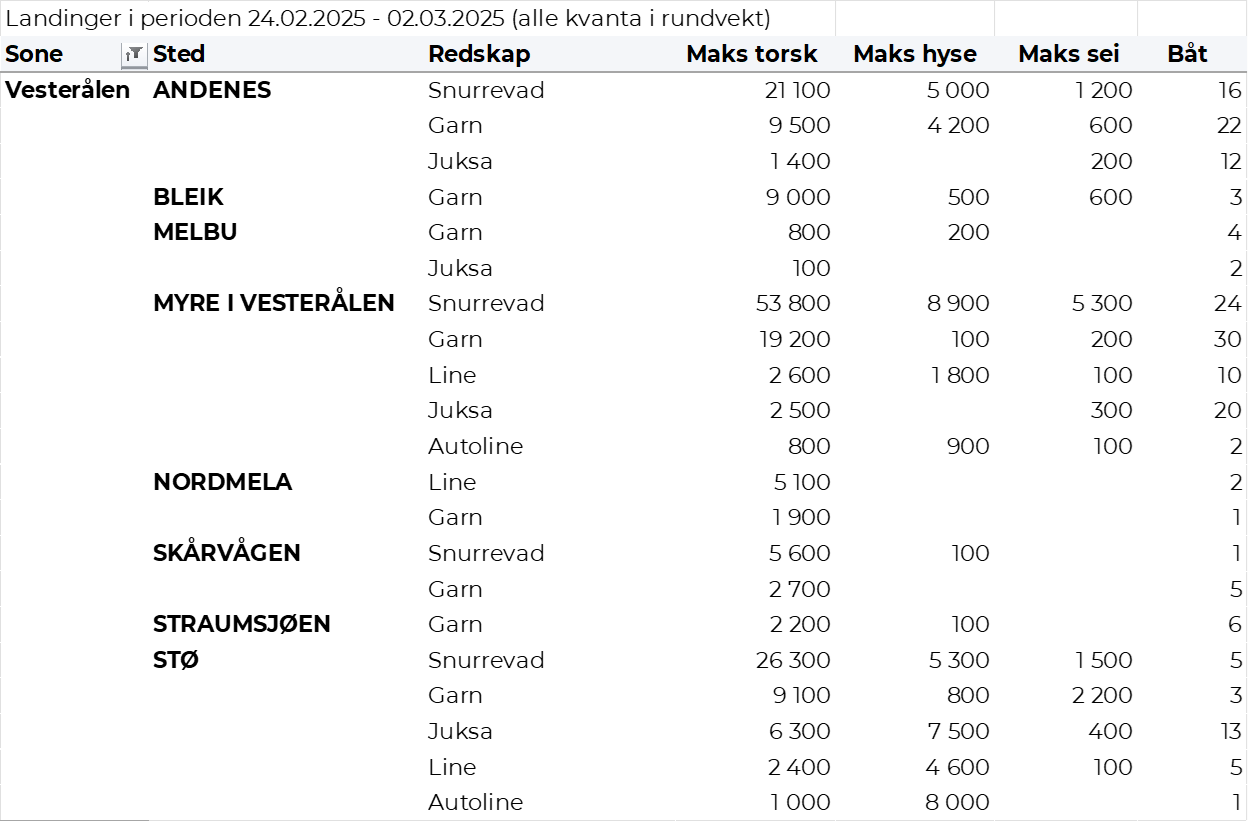 Landinger i perioden 24.02.2025 - 02.03.2025 (alle kvanta i rundvekt)
Sone Sted Redskap Maks torsk Maks hyse Maks sei Båt
Vesterålen ANDENES Snurrevad 21 100 5 000 1 200 16
Garn 9 500 4 200 600 22
Juksa 1 400 200 12
BLEIK Garn 9 000 500 600 3
MELBU Garn 800 200 4
Juksa 100 2
MYRE I VESTERÅLEN Snurrevad 53 800 8 900 5 300 24
Garn 19 200 100 200 30
Line 2 600 1 800 100 10
Juksa 2 500 300 20
Autoline 800 900 100 2
NORDMELA Line 5 100 2
Garn 1 900 1
SKÅRVÅGEN Snurrevad 5 600 100 1
Garn 2 700 5
STRAUMSJØEN Garn 2 200 100 6
STØ Snurrevad 26 300 5 300 1 500 5
Garn 9 100 800 2 200 3
Juksa 6 300 7 500 400 13
Line 2 400 4 600 100 5
Autoline 1 000 8 000 1